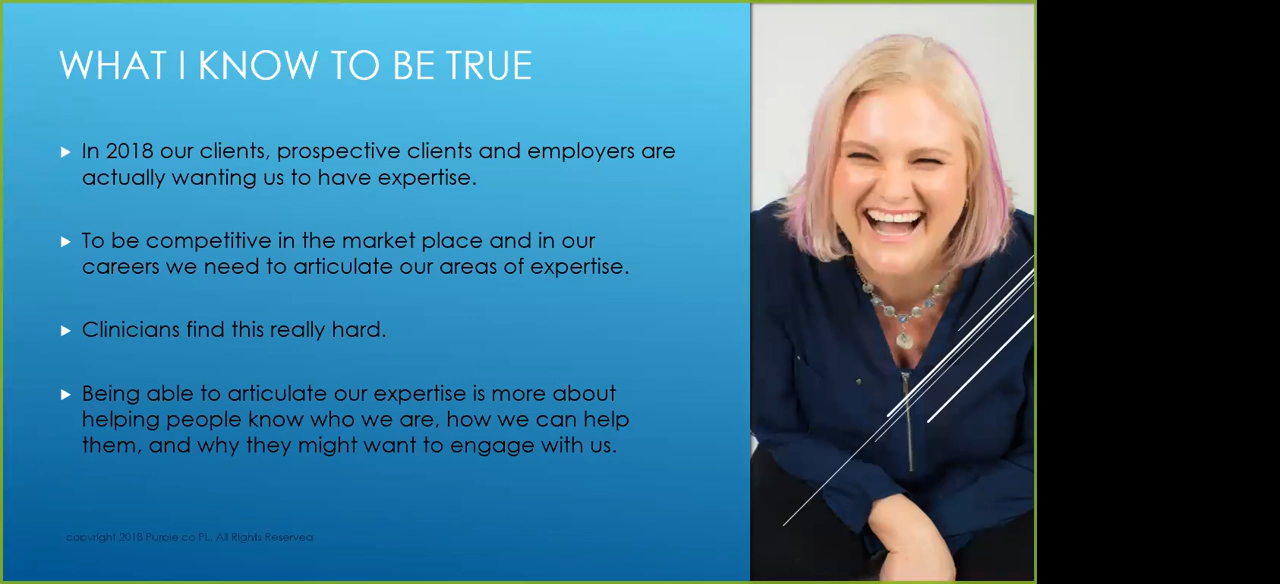 WHAT I KNOW TO BE TRUE
In 2018 our clients, prospective clients and employers are
actually wanting us to have expertise.
To be competitive in the market place and in our
careers we need to articulate our areas of expertise.
Clinicians find this really hard.
Being able to articulate our expertise is more about
helping people know who we are, how we can help
them, and why they might want to engage with us.
copyright 2018 Purple co PL. All Rights Reserved